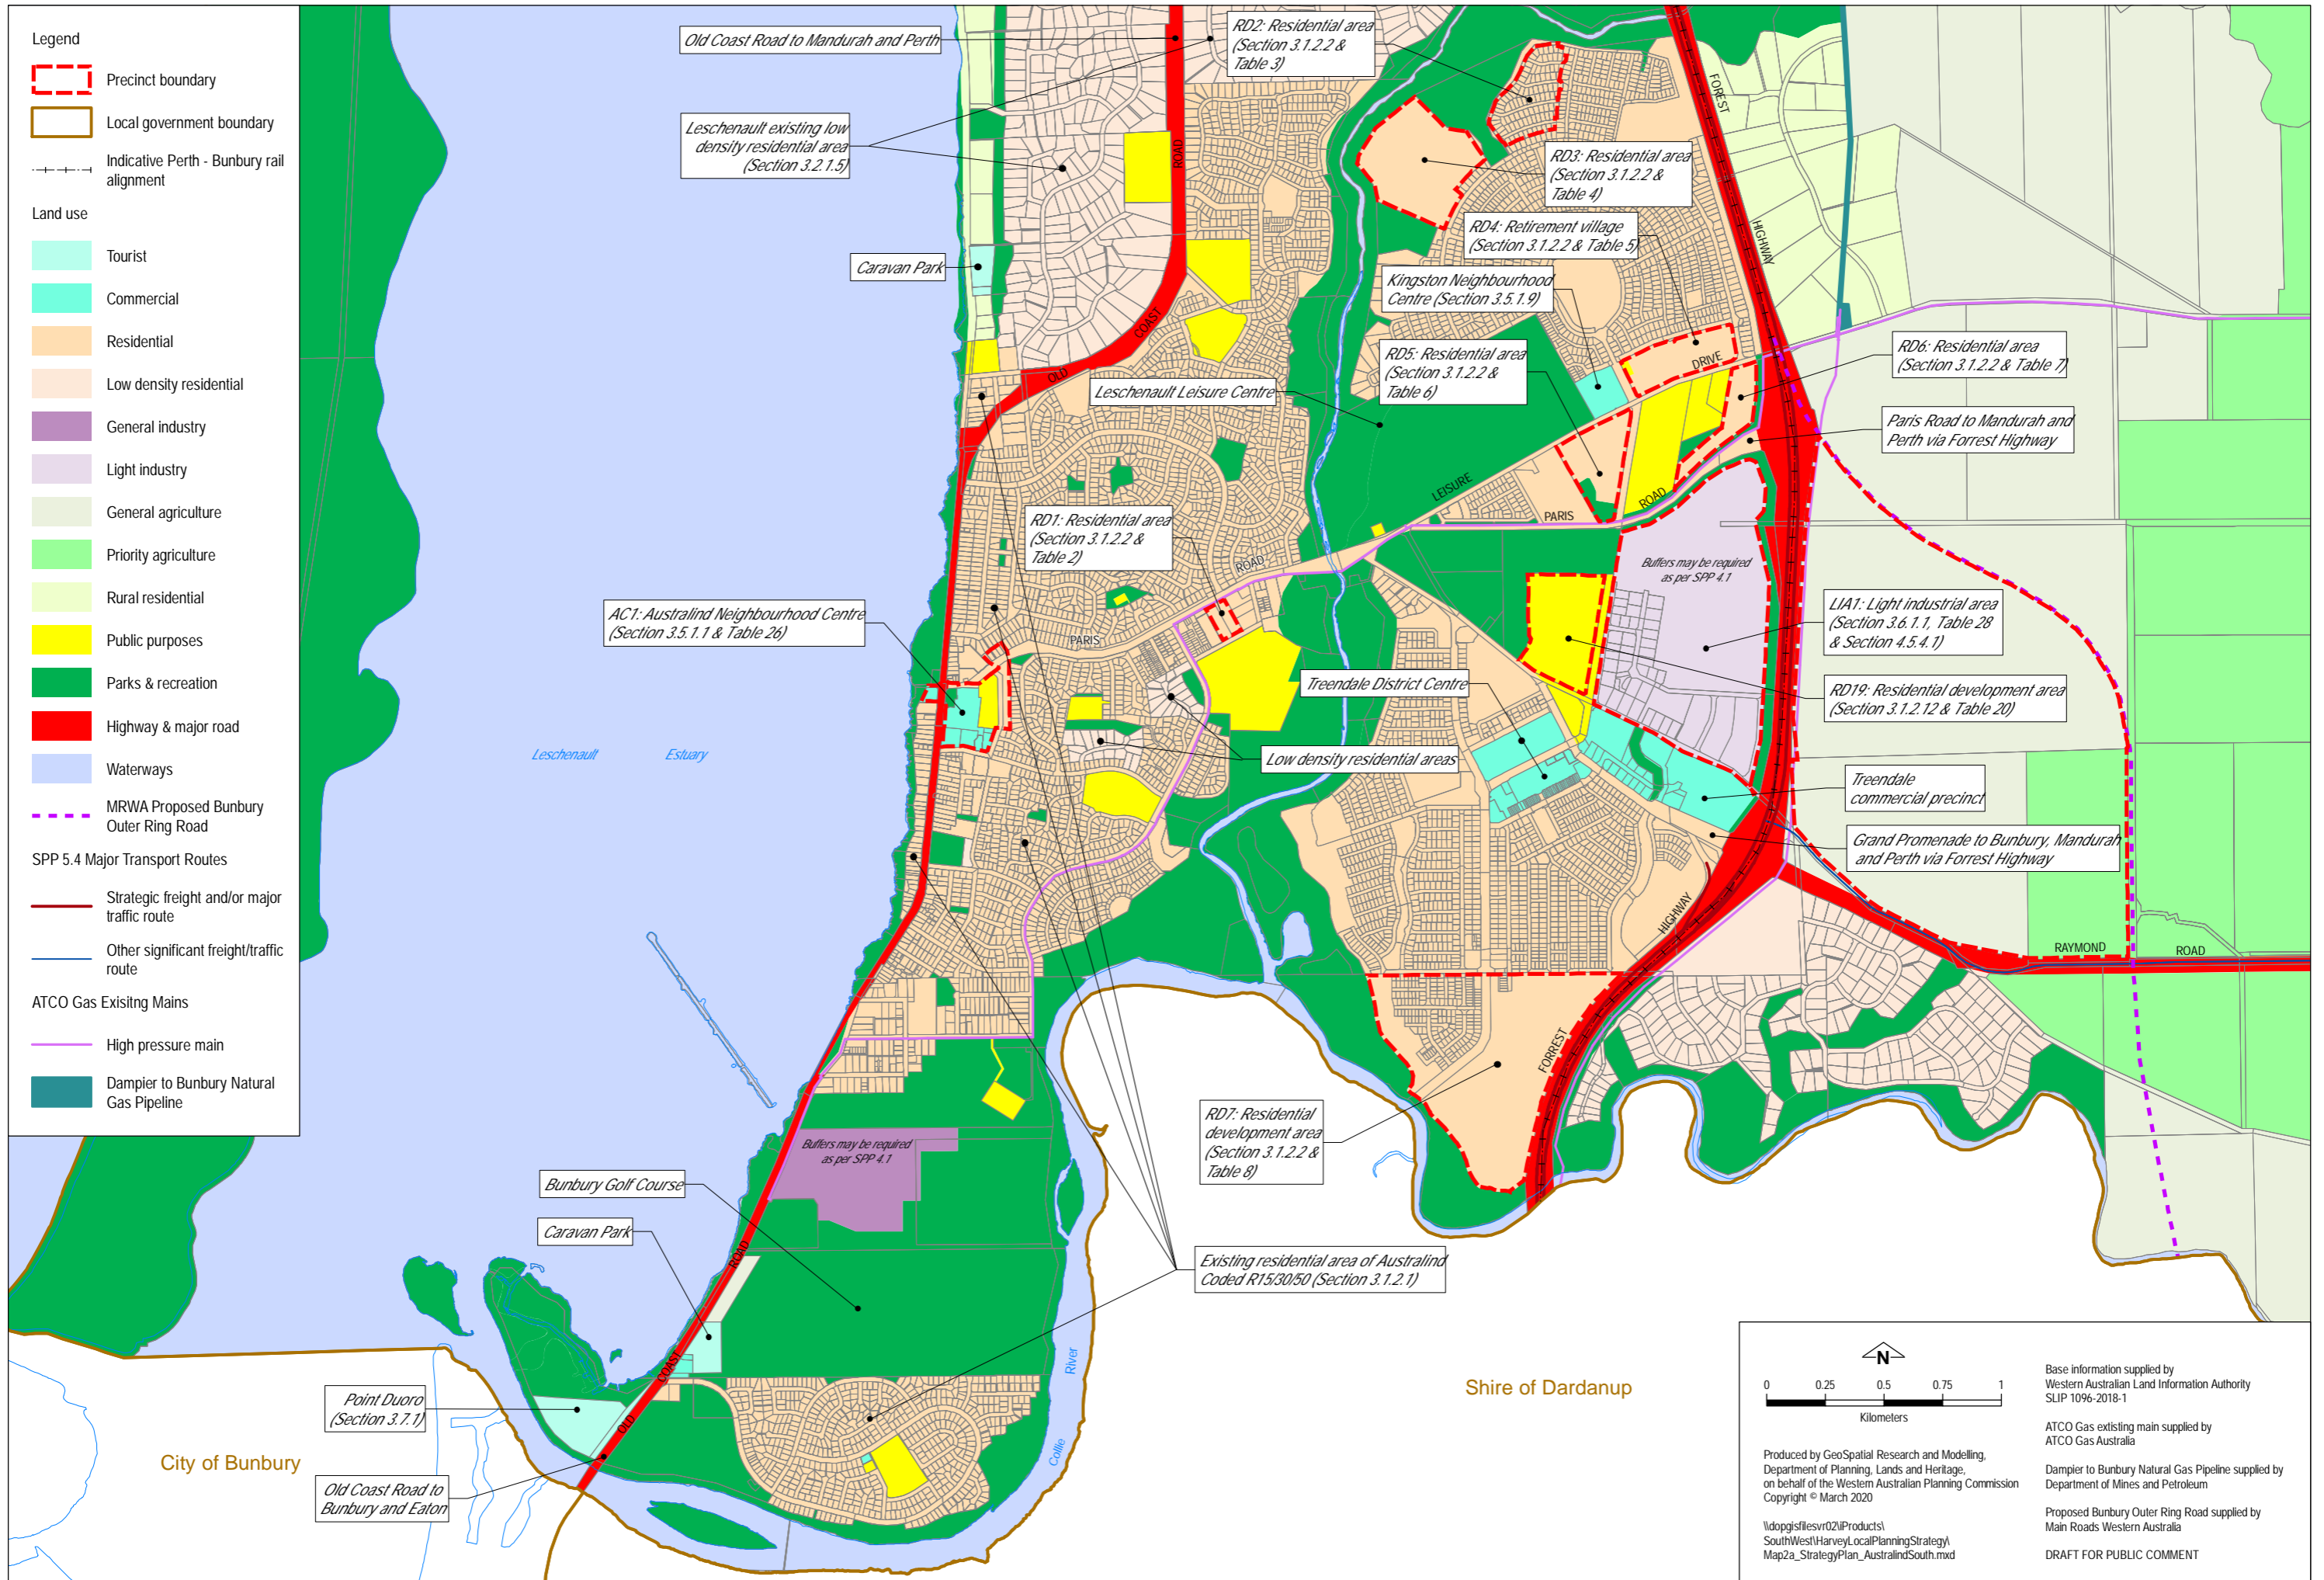 Legend
Precinct boundary
Local government boundary
Indicative Perth - Bunbury rail
alignment
Land use
Tourist
Commercial
Residential
Low density residential
General industry
Light industry
General agriculture
Priority agriculture
Rural residential
Public purposes
Parks & recreation
Highway & major road
Waterways
MRWA Proposed Bunbury
Outer Ring Road
SPP 5.4 Major Transport Routes
Strategic freight and/or major
traffic route
Other significant freight/traffic
route
ATCO Gas Exisitng Mains
High pressure main
Dampier to Bunbury Natural
Gas Pipeline
Old Coast Road to Mandurah and Perth
RD2: Residential area
(Section 3.1.2.2 &
Table 3)
Leschenault existing low
density residential area
(Section 3.2.1.5)
ROAD
FOREST
HIGHWAY
RD3: Residential area
(Section 3.1.2.2 &
Table 4)
RD4: Retirement village
(Section 3.1.2.2 & Table 5)
Caravan Park
Kingston Neighbourhood
Centre (Section 3.5.1.9)
COAST
OLD
RD5: Residential area
(Section 3.1.2.2 &
Table 6)
DRIVE
RD6: Residential area
(Section 3.1.2.2 & Table 7)
Leschenault Leisure Centre
Paris Road to Mandurah and
Perth via Forrest Highway
LEISURE
ROAD
PARIS
RD1: Residential area
(Section 3.1.2.2 &
Table 2)
ROAD
PARIS
Buffers may be required
as per SPP 4.1
AC1: Australind Neighbourhood Centre
(Section 3.5.1.1 & Table 26)
LIA1: Light industrial area
(Section 3.6.1.1, Table 28
& Section 4.5.4.1)
Treendale District Centre
RD19: Residential development area
(Section 3.1.2.12 & Table 20)
Leschenault Estuary
Low density residential areas
Treendale
commercial precinct
Grand Promenade to Bunbury, Mandurah
and Perth via Forrest Highway
HIGHWAY
RAYMOND ROAD
FORREST
RD7: Residential
development area
(Section 3.1.2.2 &
Table 8)
Buffers may be required
as per SPP 4.1
Bunbury Golf Course
Caravan Park
ROAD
Existing residential area of Australind
Coded R15/30/50 (Section 3.1.2.1)
COAST
OLD
River
Collie
Point Duoro
(Section 3.7.1)
City of Bunbury
Old Coast Road to
Bunbury and Eaton
Shire of Dardanup
N
0 0.25 0.5 0.75 1
Kilometers
Produced by GeoSpatial Research and Modelling,
Department of Planning, Lands and Heritage,
on behalf of the Western Australian Planning Commission
Copyright © March 2020
\\dopgisfilesvr02\iProducts\
SouthWest\HarveyLocalPlanningStrategy\
Map2a_StrategyPlan_AustralindSouth.mxd
Base information supplied by
Western Australian Land Information Authority
SLIP 1096-2018-1
ATCO Gas extisting main supplied by
ATCO Gas Australia
Dampier to Bunbury Natural Gas Pipeline supplied by
Department of Mines and Petroleum
Proposed Bunbury Outer Ring Road supplied by
Main Roads Western Australia
DRAFT FOR PUBLIC COMMENT